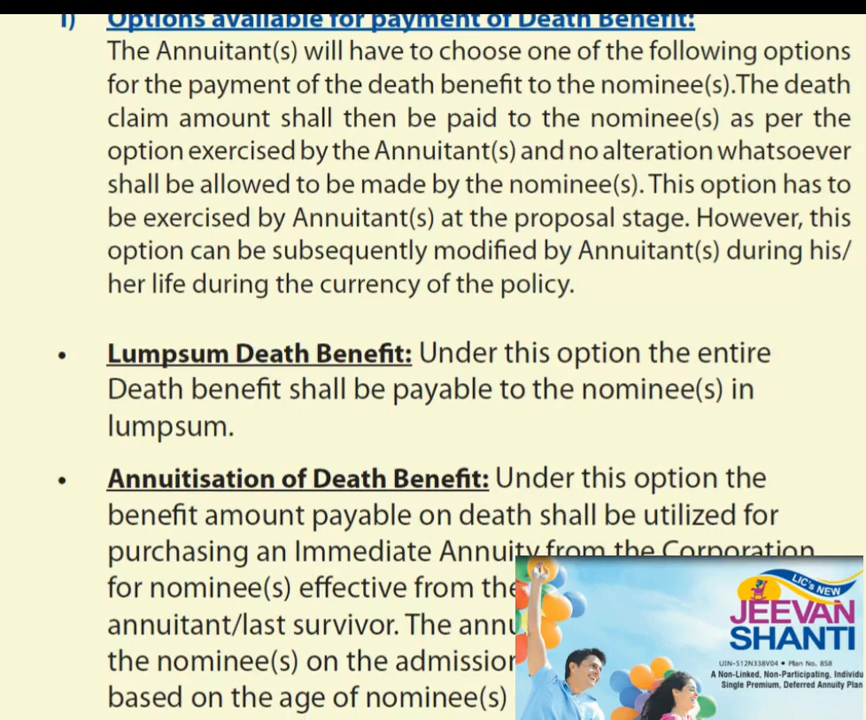 i) Options available for payment of Death Benefit:
The Annuitant(s) will have to choose one of the following options
for the payment of the death benefit to the nominee(s).The death
claim amount shall then be paid to the nominee(s) as per the
option exercised by the Annuitant(s) and no alteration whatsoever
shall be allowed to be made by the nominee(s). This option has to
be exercised by Annuitant(s) at the proposal stage. However, this
option can be subsequently modified by Annuitant(s) during his/
her life during the currency of the policy.
• Lumpsum Death Benefit: Under this option the entire
Death benefit shall be payable to the nominee(s) in
lumpsum.
• Annuitisation of Death Benefit: Under this option the
benefit amount payable on death shall be utilized for
purchasing an Immediate Annuity from the Corporation
for nominee(s) effective from the
annuitant/last survivor. The annu
the nominee(s) on the admission
based on the age of nominee(s)
LIC's NEW
JEEVAN
SHANTI
UIN-512N338V04 • Plan No. 858
A Non-Linked, Non-Participating, Individu
Single Premium, Deferred Annuity Plan